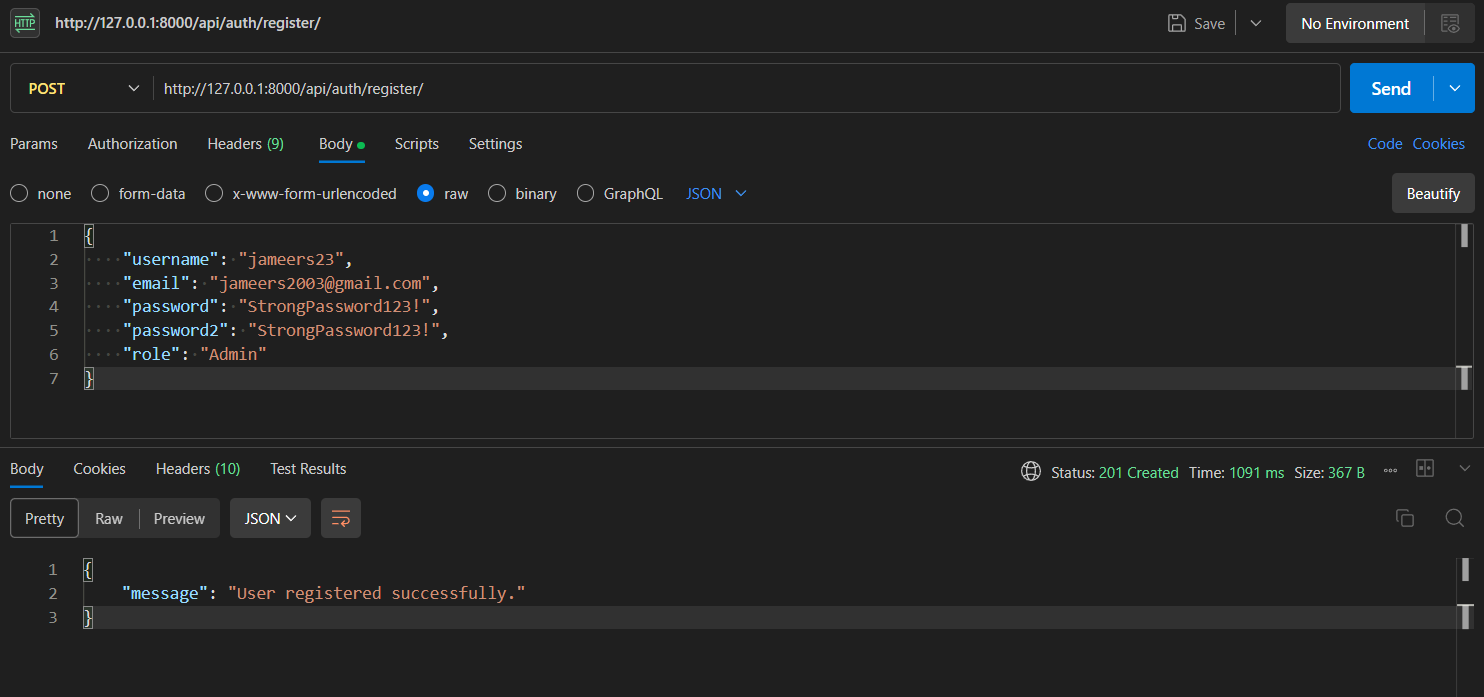 HTTP http://127.0.0.1:8000/api/auth/register/ Save No Environment
POST http://127.0.0.1:8000/api/auth/register/ Send
Params Authorization Headers (9) Body Scripts Settings Code Cookies
none form-data x-www-form-urlencoded raw binary GraphQL JSON Beautify
1 {
2 ····"username":·"jameers23",
3 ····"email":·"jameers2003@gmail.com",
4 ····"password":·"StrongPassword123!",
5 ····"password2":·"StrongPassword123!",
6 ····"role":·"Admin"
7 }
Body Cookies Headers (10) Test Results Status: 201 Created Time: 1091 ms Size: 367 B
Pretty Raw Preview JSON
1 {
2 "message": "User registered successfully."
3 }